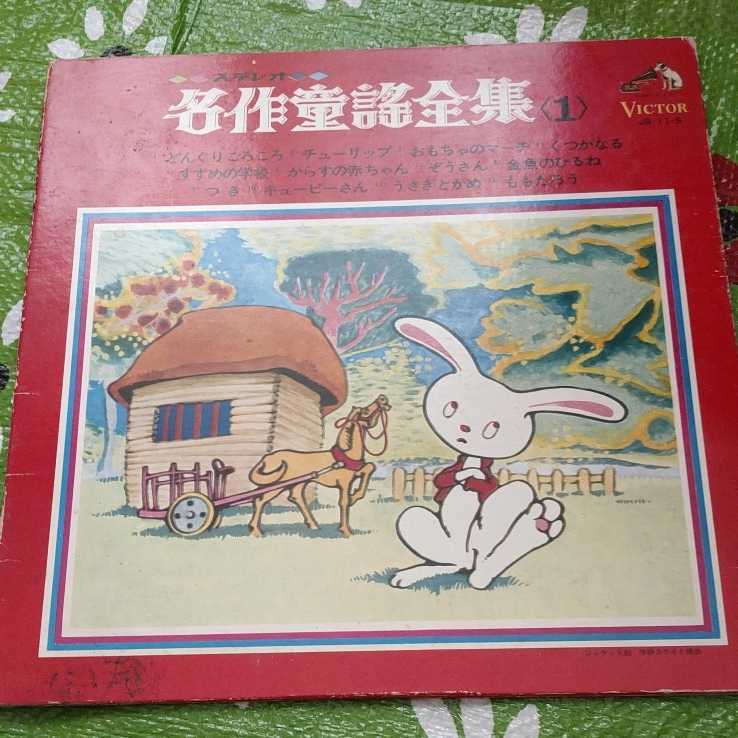 ステレオ
名作童謠全集〈1〉
VICTOR
どんぐりころころ チューリップ おもちゃのマーチ くつがなる
すずめの学校 からすの赤ちゃん ぞうさん 金魚のひるね
つき キューピーさん うさぎとかめ ももたろう